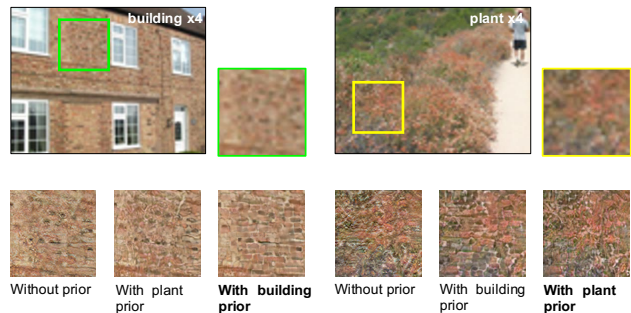 building x4
plant x4
Without prior
With plant
prior
With building
prior
Without prior
With building
prior
With plant
prior